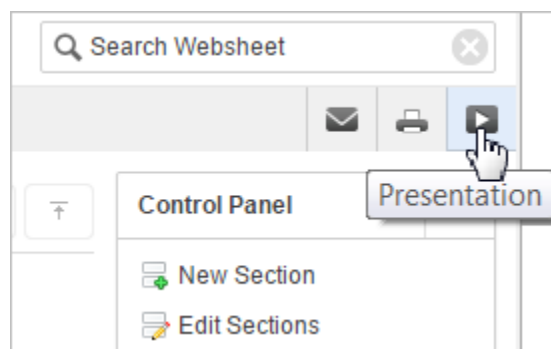 Search Websheet
Presentation
Control Panel
New Section
Edit Sections